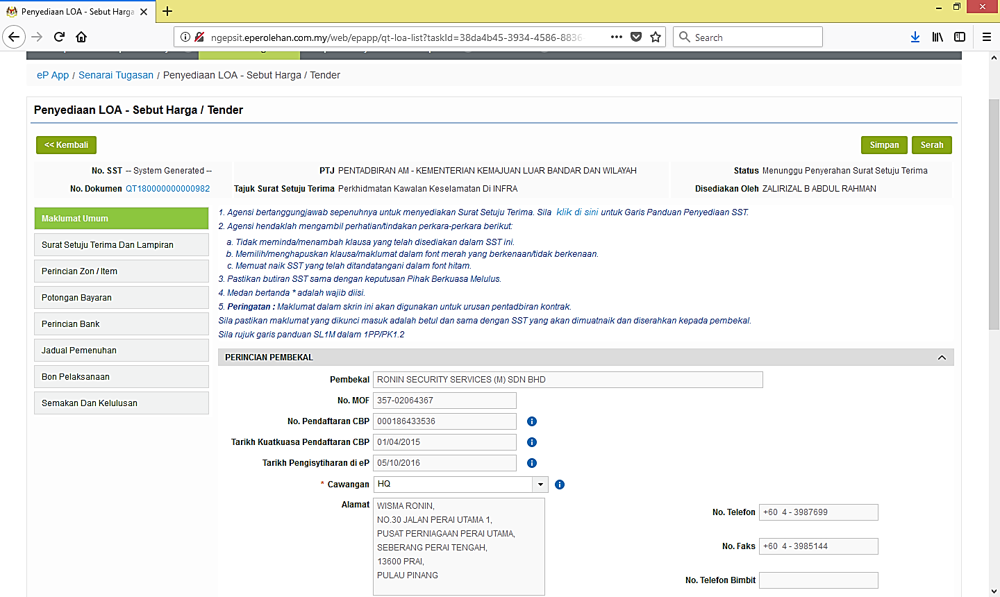 Penyediaan LOA - Sebut Harga
ngepsit.eperolehan.com.my/web/epapp/qt-loa-list?taskId=38da4b45-3934-4586-8836-
Search
eP App / Senarai Tugasan / Penyediaan LOA - Sebut Harga / Tender
Penyediaan LOA - Sebut Harga / Tender
<< Kembali
Simpan
Serah
No. SST -- System Generated --
PTJ PENTADBIRAN AM - KEMENTERIAN KEMAJUAN LUAR BANDAR DAN WILAYAH
Status Menunggu Penyerahan Surat Setuju Terima
No. Dokumen QT180000000000982
Tajuk Surat Setuju Terima Perkhidmatan Kawalan Keselamatan Di INFRA
Disediakan Oleh ZALIRIZAL B ABDUL RAHMAN
Maklumat Umum
Surat Setuju Terima Dan Lampiran
Perincian Zon / Item
Potongan Bayaran
Perincian Bank
Jadual Pemenuhan
Bon Pelaksanaan
Semakan Dan Kelulusan
1. Agensi bertanggungjawab sepenuhnya untuk menyediakan Surat Setuju Terima. Sila klik di sini untuk Garis Panduan Penyediaan SST.
2. Agensi hendaklah mengambil perhatian/tindakan perkara-perkara berikut:
a. Tidak meminda/menambah klausa yang telah disediakan dalam SST ini.
b. Memilih/menghapuskan klausa/maklumat dalam font merah yang berkenaan/tidak berkenaan.
c. Memuat naik SST yang telah ditandatangani dalam font hitam.
3. Pastikan butiran SST sama dengan keputusan Pihak Berkuasa Melulus.
4. Medan bertanda * adalah wajib diisi.
5. Peringatan : Maklumat dalam skrin ini akan digunakan untuk urusan pentadbiran kontrak.
Sila pastikan maklumat yang dikunci masuk adalah betul dan sama dengan SST yang akan dimuatnaik dan diserahkan kepada pembekal.
Sila rujuk garis panduan SL1M dalam 1PP/PK1.2
PERINCIAN PEMBEKAL
Pembekal RONIN SECURITY SERVICES (M) SDN BHD
No. MOF 357-02064367
No. Pendaftaran CBP 000186433536
Tarikh Kuatkuasa Pendaftaran CBP 01/04/2015
Tarikh Pengisytiharan di eP 05/10/2016
* Cawangan HQ
Alamat WISMA RONIN,
NO.30 JALAN PERAI UTAMA 1,
PUSAT PERNIAGAAN PERAI UTAMA,
SEBERANG PERAI TENGAH,
13600 PRAI,
PULAU PINANG
No. Telefon +60 4 - 3987699
No. Faks +60 4 - 3985144
No. Telefon Bimbit